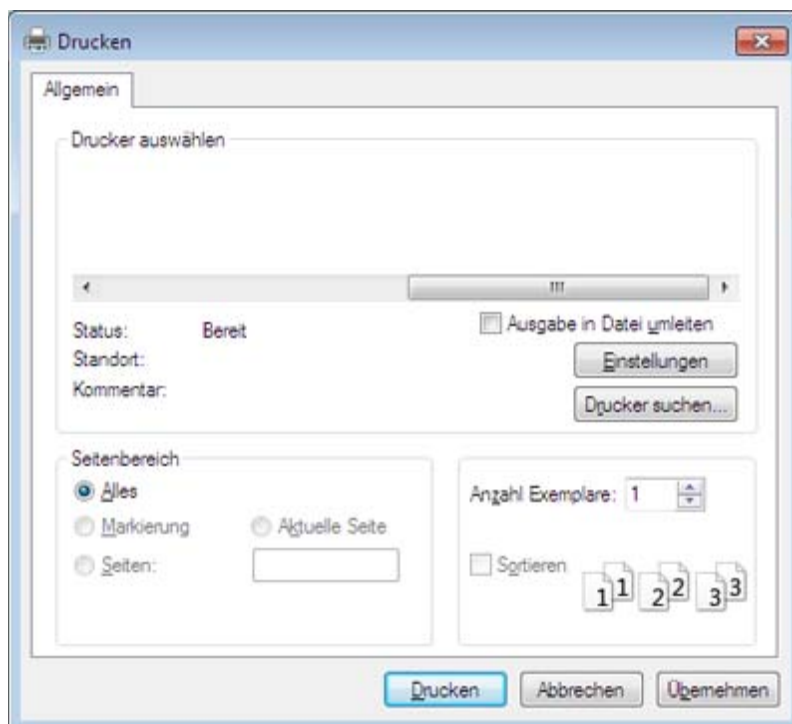 Drucken
Allgemein
Drucker auswählen
Status: Bereit
Ausgabe in Datei umleiten
Standort:
Einstellungen
Kommentar:
Drucker suchen...
Seitenbereich
Alles
Markierung
Aktuelle Seite
Seiten:
Anzahl Exemplare: 1
Sortieren
1 1 2 2 3 3
Drucken
Abbrechen
Übernehmen